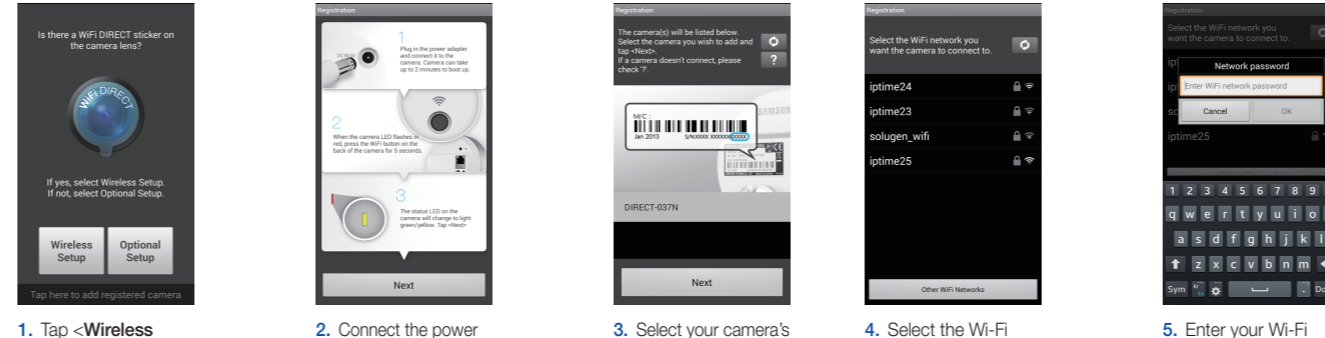 Is there a WiFi DIRECT sticker on
the camera lens?
WiFi DIRECT
If yes, select Wireless Setup.
If not, select Optional Setup.
Wireless
Setup
Optional
Setup
Tap here to add registered camera
1. Tap <Wireless
Registration
1
Plug in the power adapter
and connect it to the
camera. Camera can take
up to 2 minutes to boot up.
2
When the camera LED flashes in
red, press the WiFi button on the
back of the camera for 5 seconds.
3
The status LED on the
camera will change to light
green/yellow. Tap <Next>
Next
2. Connect the power
Registration
The camera(s) will be listed below.
Select the camera you wish to add and
tap <Next>.
If a camera doesn't connect, please
check '?'.
?
SAMSUN
M/C :
Jan 2013
DIRECT-037N
Next
3. Select your camera's
Registration
Select the WiFi network you
want the camera to connect to.
iptime24
iptime23
solugen_wifi
iptime25
Other WiFi Networks
4. Select the Wi-Fi
Registration
Select the WiFi network you
want the camera to connect to.
Network password
Enter WiFi network password
Cancel
OK
iptime25
1 2 3 4 5 6 7 8 9
q w e r t y u i o
a s d f g h j k l
z x c v b n m
Sym
. Do
5. Enter your Wi-Fi